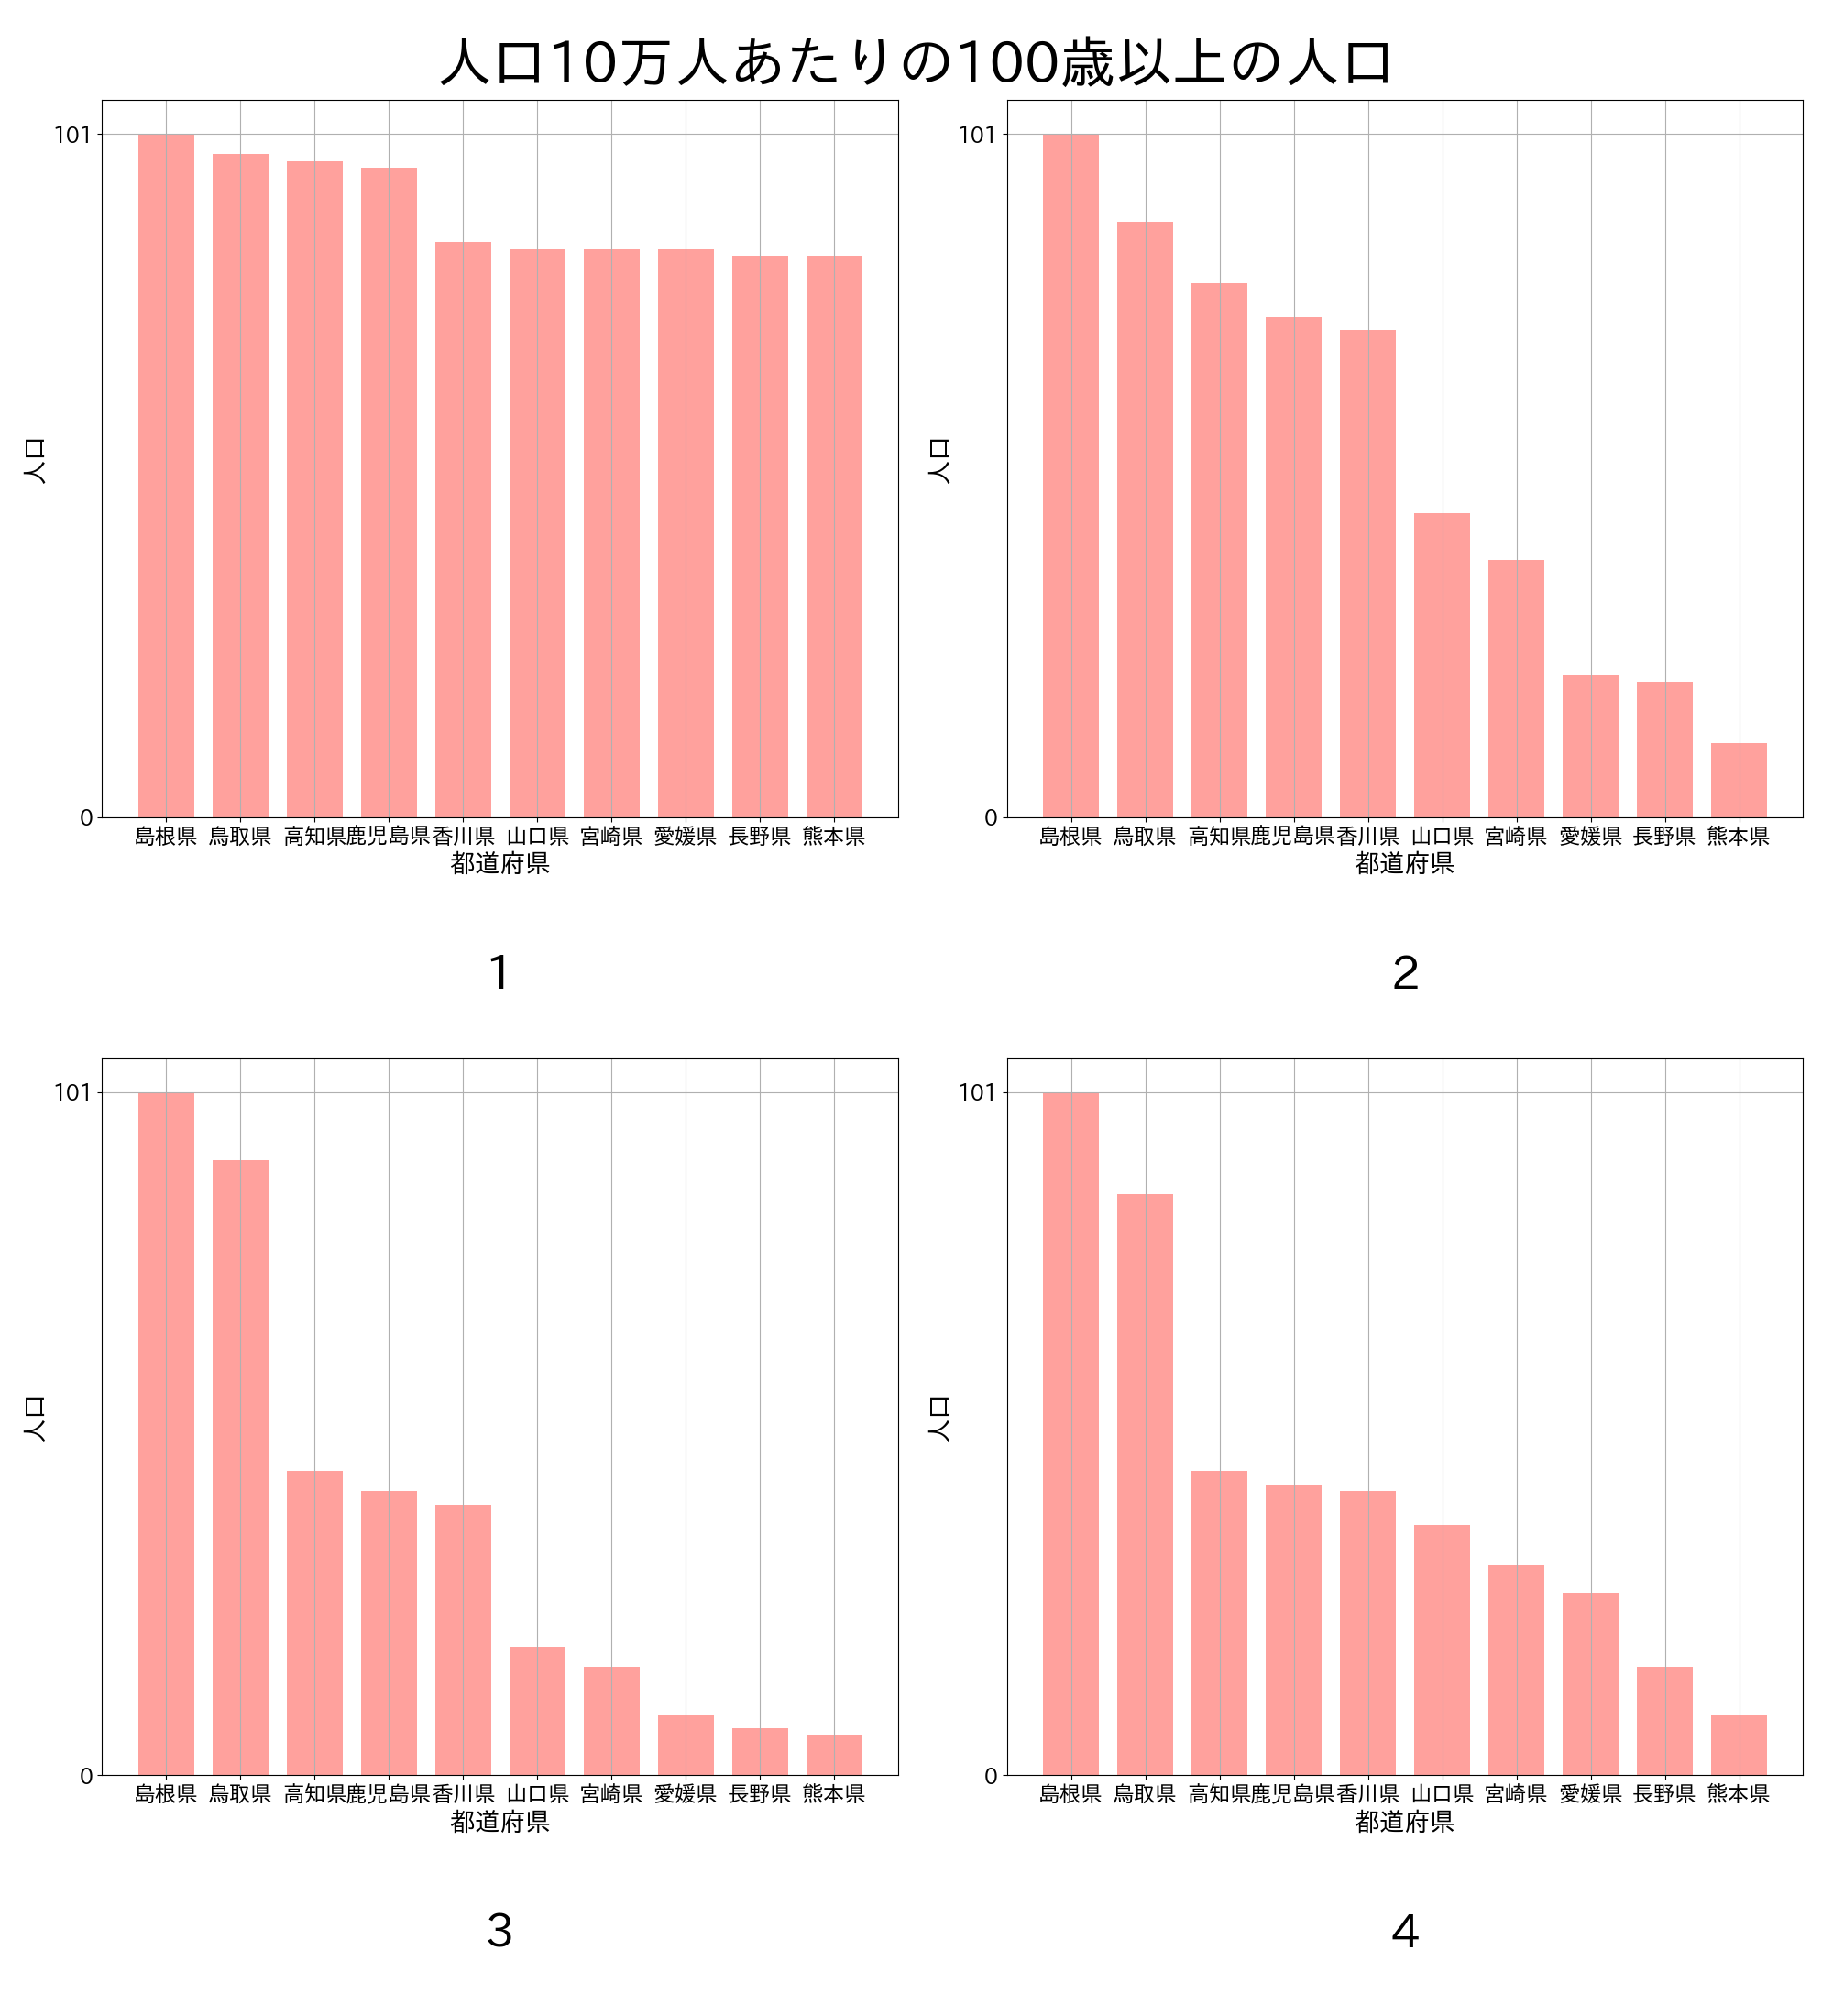 人口10万人あたりの100歳以上の人口
101
人口
0
島根県 鳥取県 高知県 鹿児島県 香川県 山口県 宮崎県 愛媛県 長野県 熊本県
都道府県
1
101
人口
0
島根県 鳥取県 高知県 鹿児島県 香川県 山口県 宮崎県 愛媛県 長野県 熊本県
都道府県
2
101
人口
0
島根県 鳥取県 高知県 鹿児島県 香川県 山口県 宮崎県 愛媛県 長野県 熊本県
都道府県
3
101
人口
0
島根県 鳥取県 高知県 鹿児島県 香川県 山口県 宮崎県 愛媛県 長野県 熊本県
都道府県
4